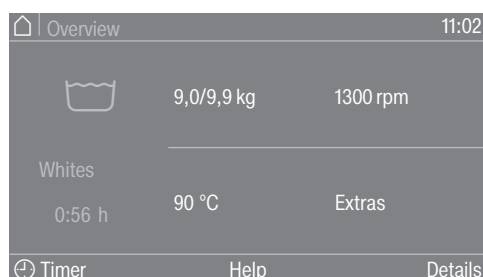 Overview 11:02
9,0/9,9 kg 1300 rpm
Whites
90 °C Extras
0:56 h
Timer Help Details